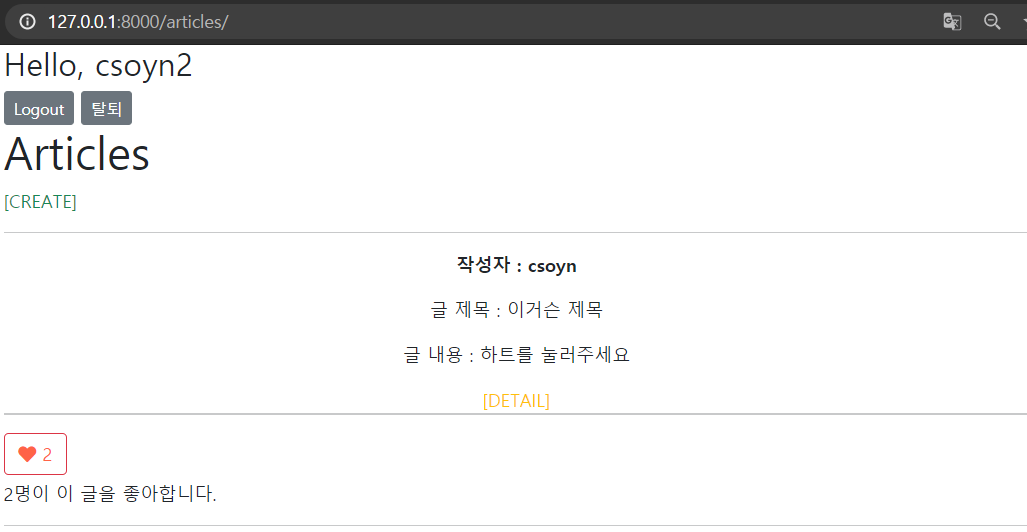 127.0.0.1:8000/articles/
Hello, csoyn2
Logout 탈퇴
Articles
[CREATE]
작성자 : csoyn
글 제목 : 이거슨 제목
글 내용 : 하트를 눌러주세요
[DETAIL]
2
2명이 이 글을 좋아합니다.